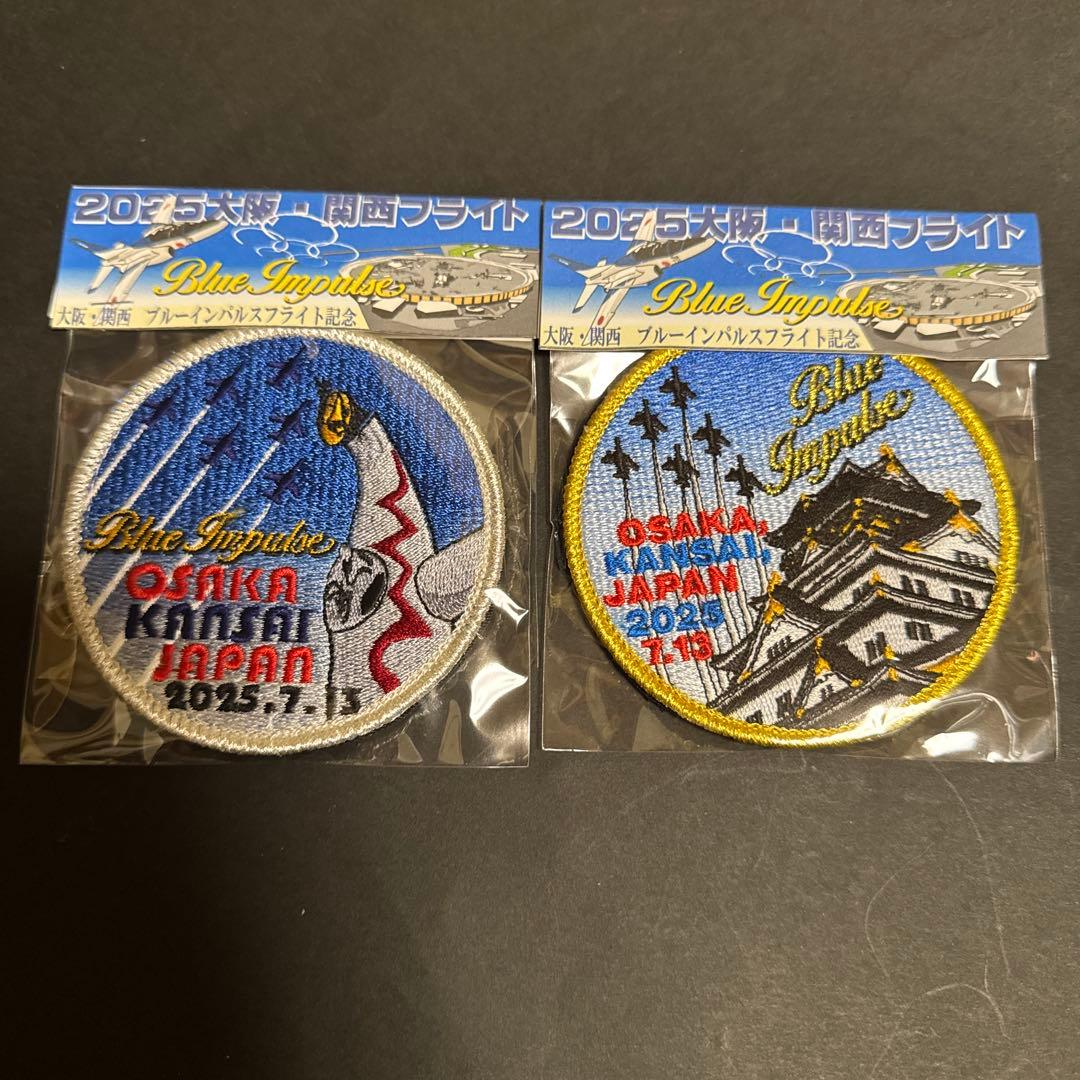 2025大阪・関西フライト
Blue Impulse
大阪・関西 ブルーインパルスフライト記念
Blue Impulse
OSAKA
KANSAI
JAPAN
2025.7.13
2025大阪・関西フライト
Blue Impulse
大阪・関西 ブルーインパルスフライト記念
Blue
Impulse
OSAKA,
KANSAI,
JAPAN
2025
7.13